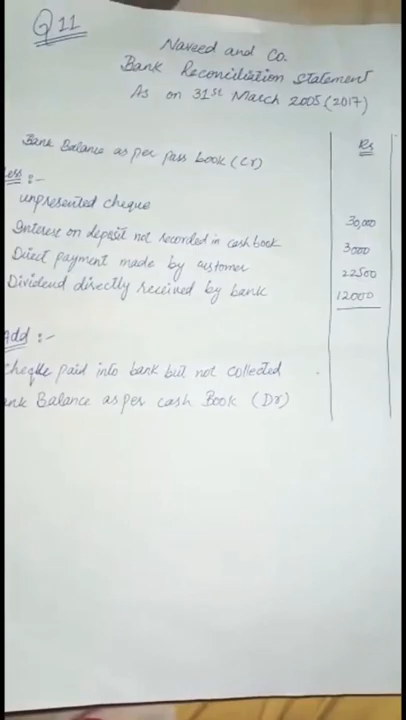 Q11
Naveed and Co.
Bank Reconciliation Statement
As on 31st March 2005 (2017)
Rs
Bank Balance as per pass book (Cr)
Less :-
unpresented cheque 30,000
Interest on deposit not recorded in cash book 3000
Direct payment made by customer 22500
Dividend directly received by bank 12000
Add :-
cheque paid into bank but not collected
Balance as per cash Book (Dr)